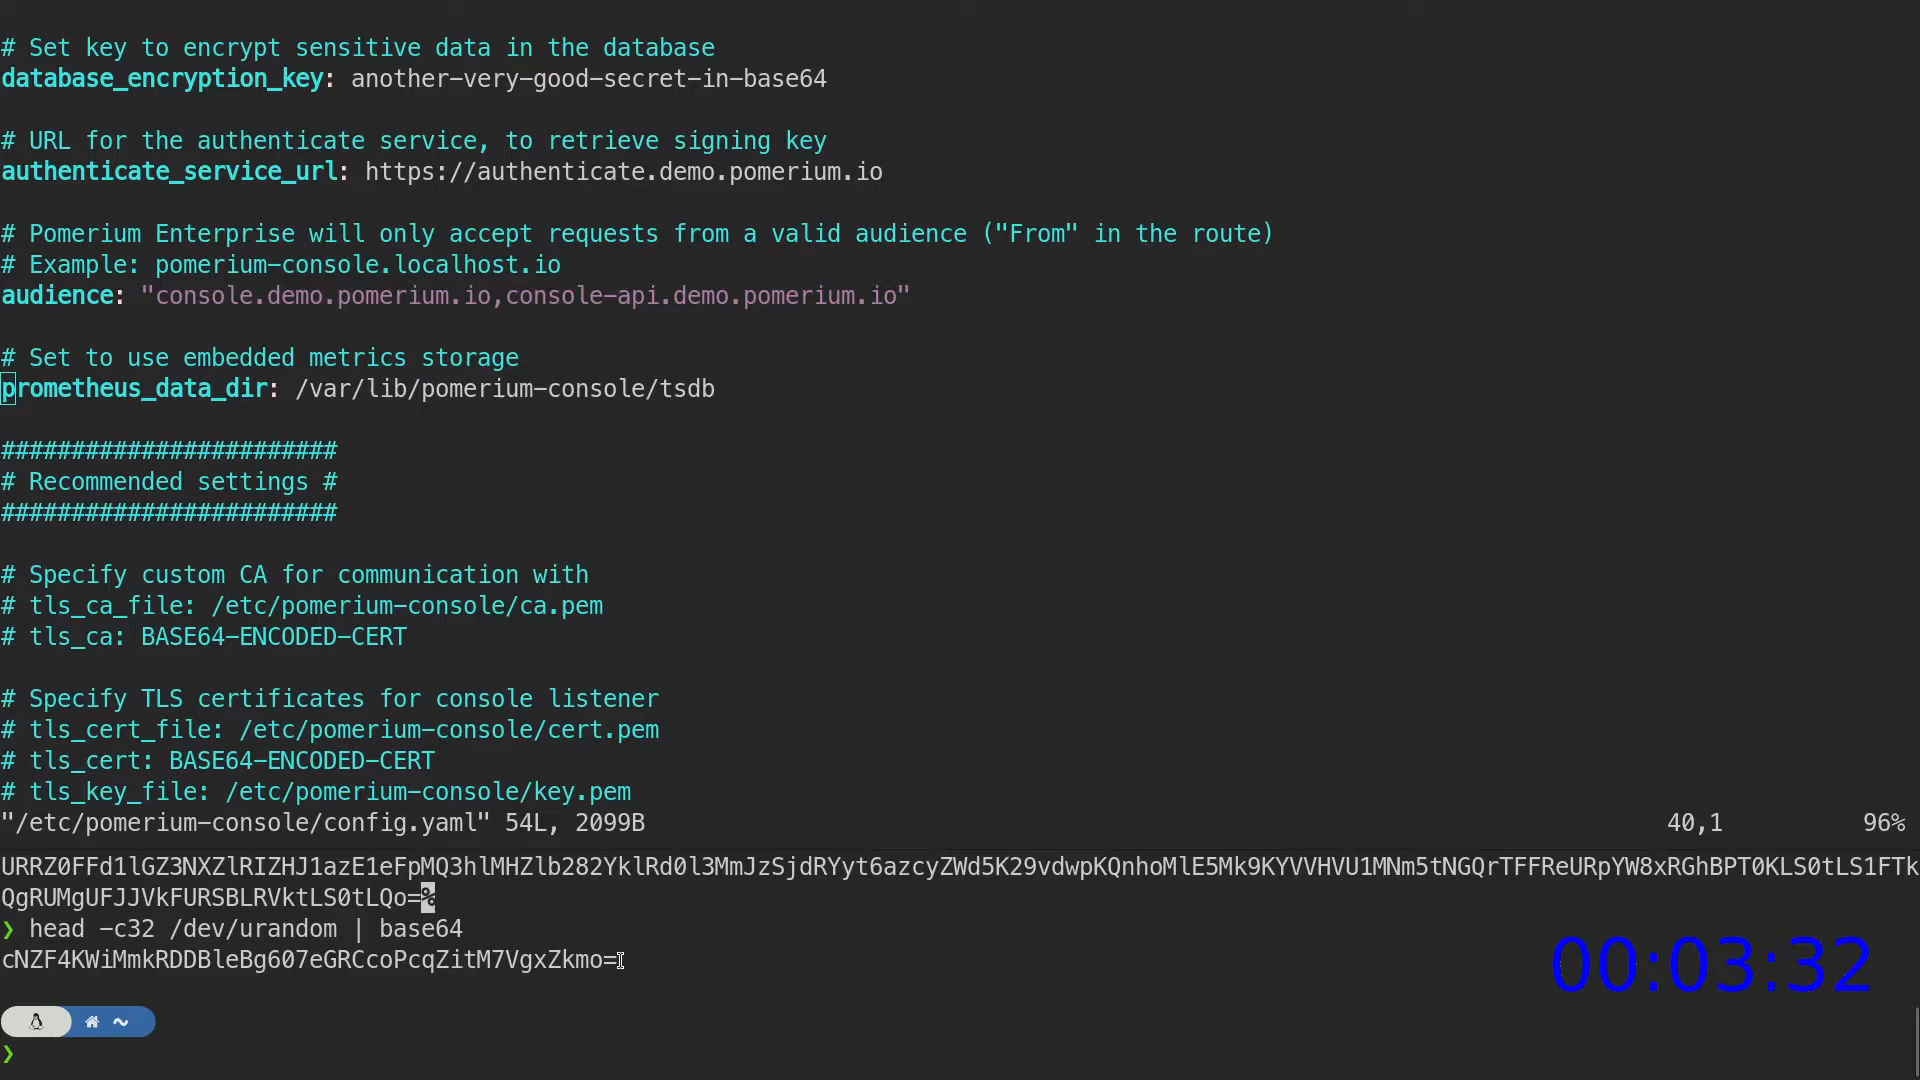 # Set key to encrypt sensitive data in the database
database_encryption_key: another-very-good-secret-in-base64
# URL for the authenticate service, to retrieve signing key
authenticate_service_url: https://authenticate.demo.pomerium.io
# Pomerium Enterprise will only accept requests from a valid audience ("From" in the route)
# Example: pomerium-console.localhost.io
audience: "console.demo.pomerium.io,console-api.demo.pomerium.io"
# Set to use embedded metrics storage
prometheus_data_dir: /var/lib/pomerium-console/tsdb
########################
# Recommended settings #
########################
# Specify custom CA for communication with
# tls_ca_file: /etc/pomerium-console/ca.pem
# tls_ca: BASE64-ENCODED-CERT
# Specify TLS certificates for console listener
# tls_cert_file: /etc/pomerium-console/cert.pem
# tls_cert: BASE64-ENCODED-CERT
# tls_key_file: /etc/pomerium-console/key.pem
"/etc/pomerium-console/config.yaml" 54L, 2099B 40,1 96%
URRZ0FFd1lGZ3NXZlRIZHJ1azE1eFpMQ3hlMHZlb282YklRd0l3MmJzSjdRYyt6azcyZWd5K29vdwpKQnhoMlE5Mk9KYVVHVU1MNm5tNGQrTFFReURpYW8xRGhBPT0KLS0tLS1FTk
QgRUMgUFJJVkFURSBLRVktLS0tLQo=%
❯ head -c32 /dev/urandom | base64
cNZF4KWiMmkRDDBleBg607eGRCcoPcqZitM7VgxZkmo=
00:03:32
~
❯